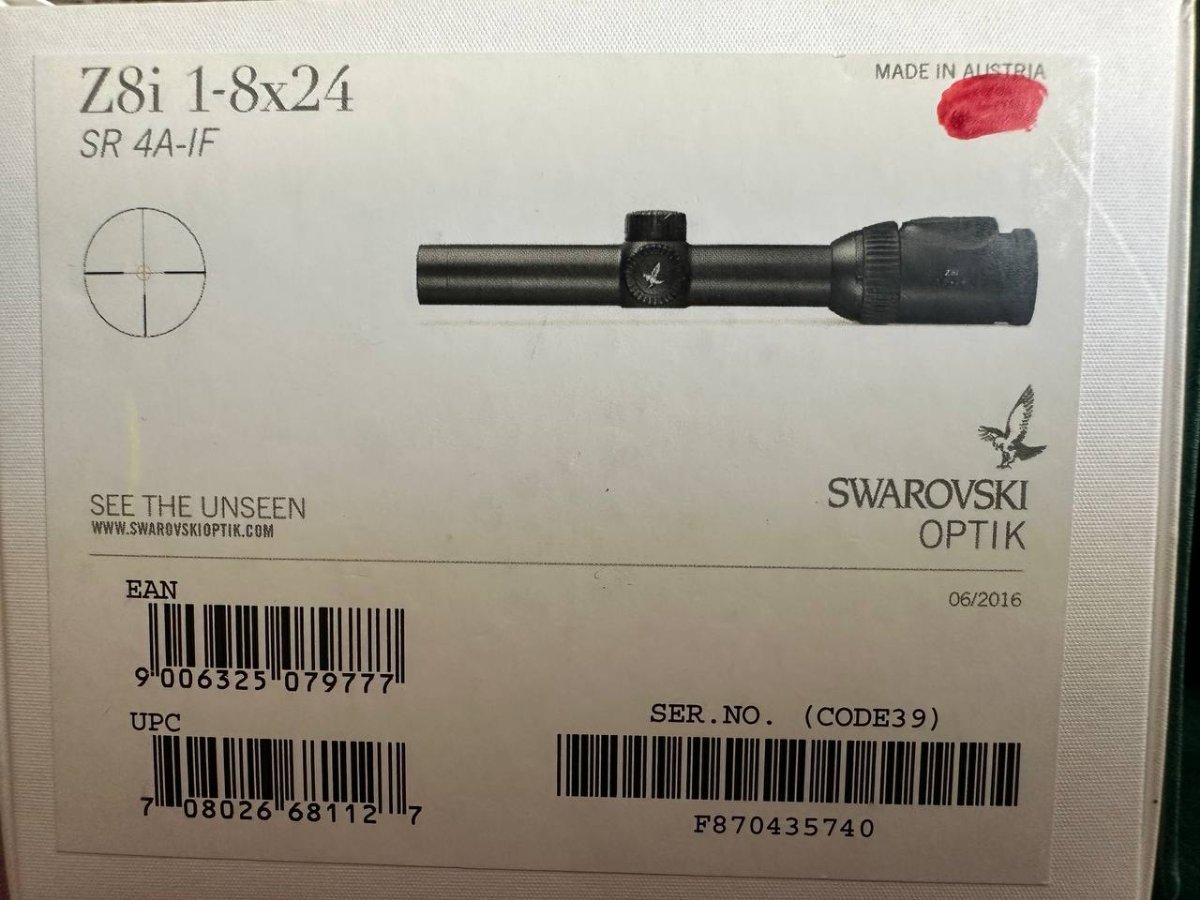 Z8i 1-8x24
SR 4A-IF
MADE IN AUSTRIA
Z8i
SEE THE UNSEEN
WWW.SWAROVSKIOPTIK.COM
SWAROVSKI
OPTIK
06/2016
EAN
9 006325 079777
UPC
7 08026 68112 7
SER.NO. (CODE39)
F870435740